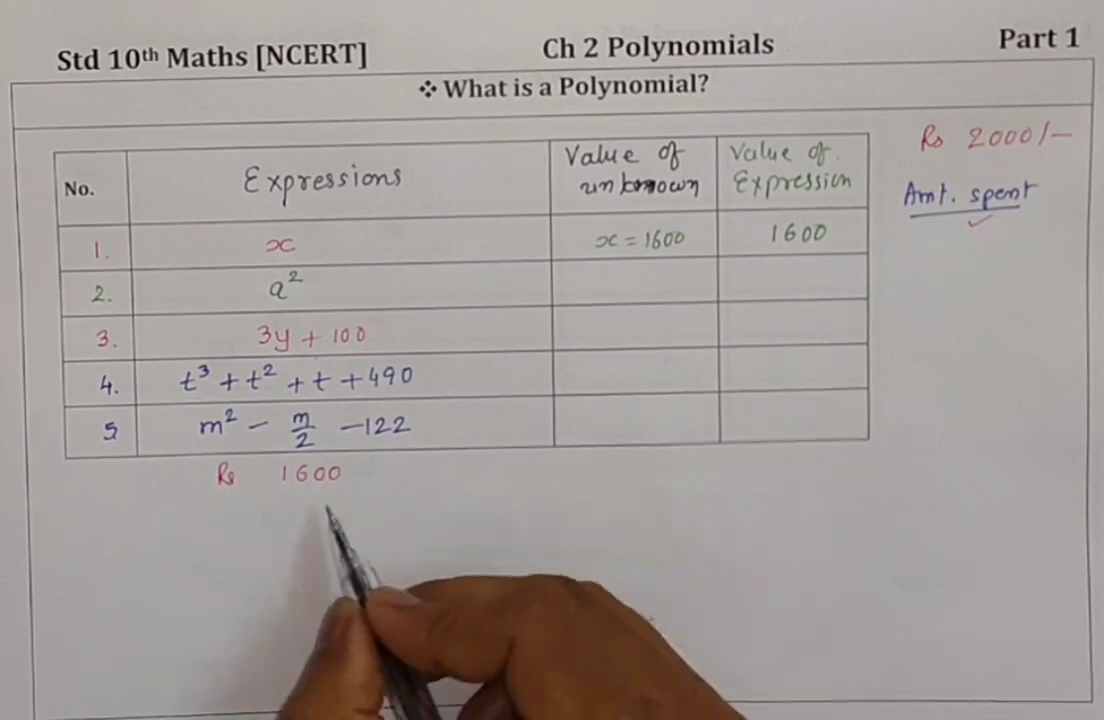 Std 10th Maths [NCERT] Ch 2 Polynomials Part 1
❖ What is a Polynomial?
Rs 2000/-
Amt. spent
No. Expressions Value of unknown Value of. Expression
1. x x = 1600 1600
2. a²
3. 3y + 100
4. t³ + t² + t + 490
5 m² - m/2 - 122
Rs 1600